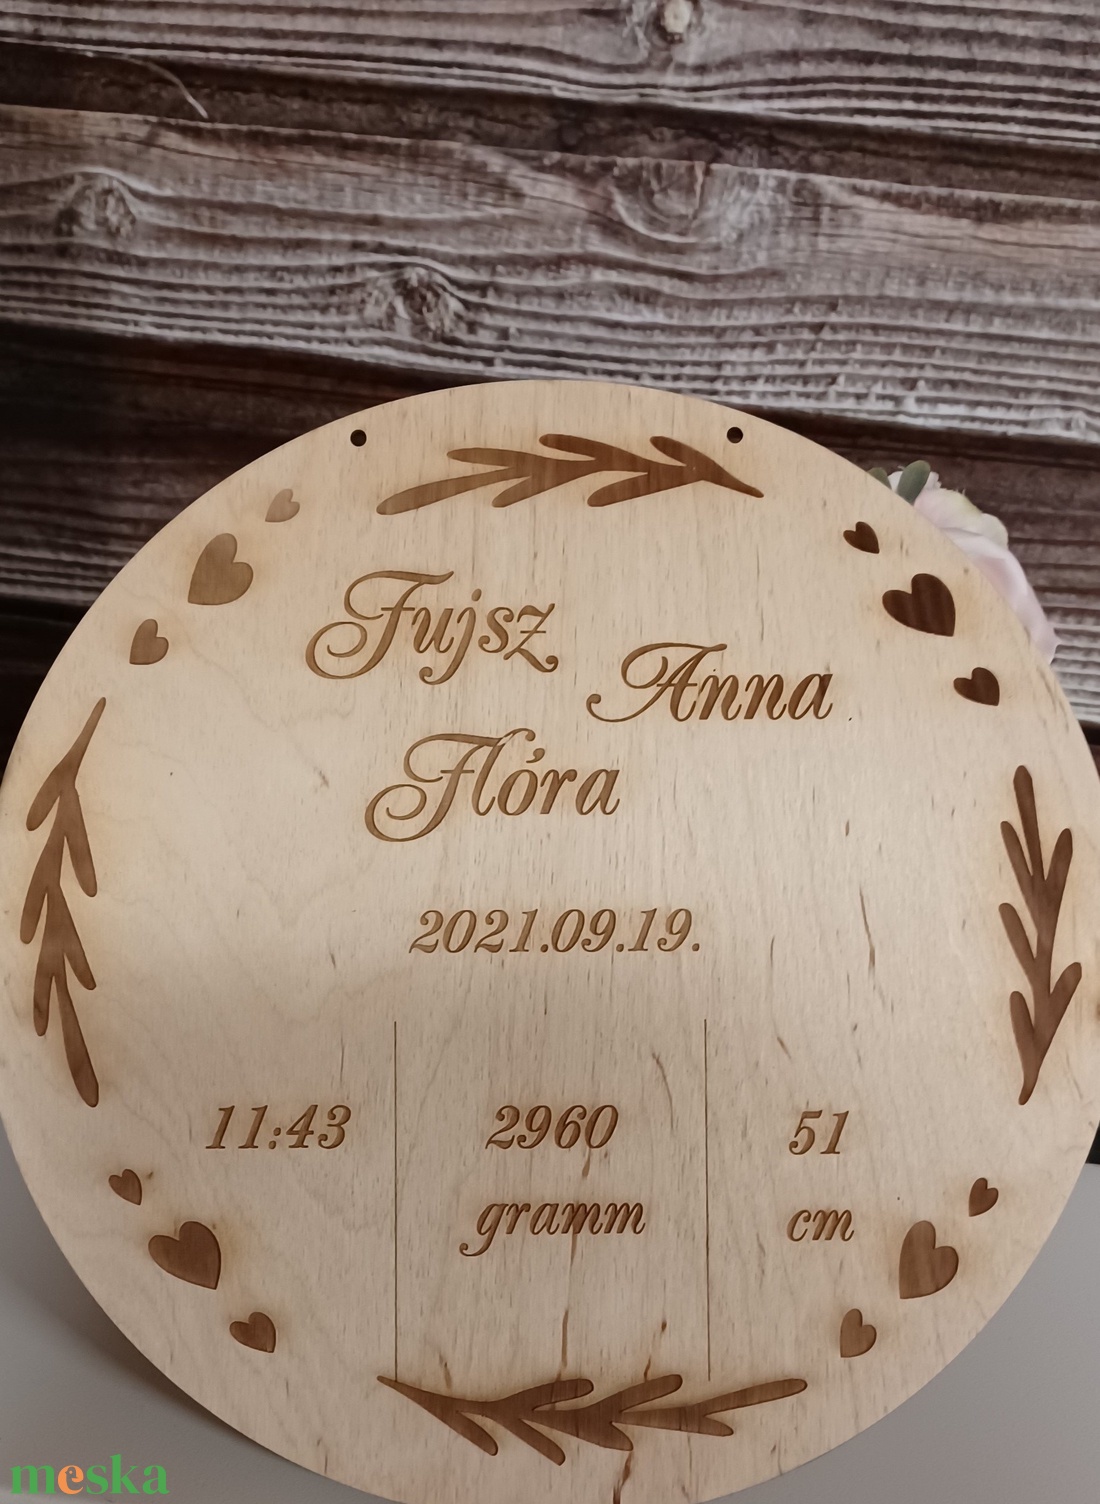 Fujsz
Anna
Flóra
2021.09.19.
11:43
2960
gramm
51
cm
meska